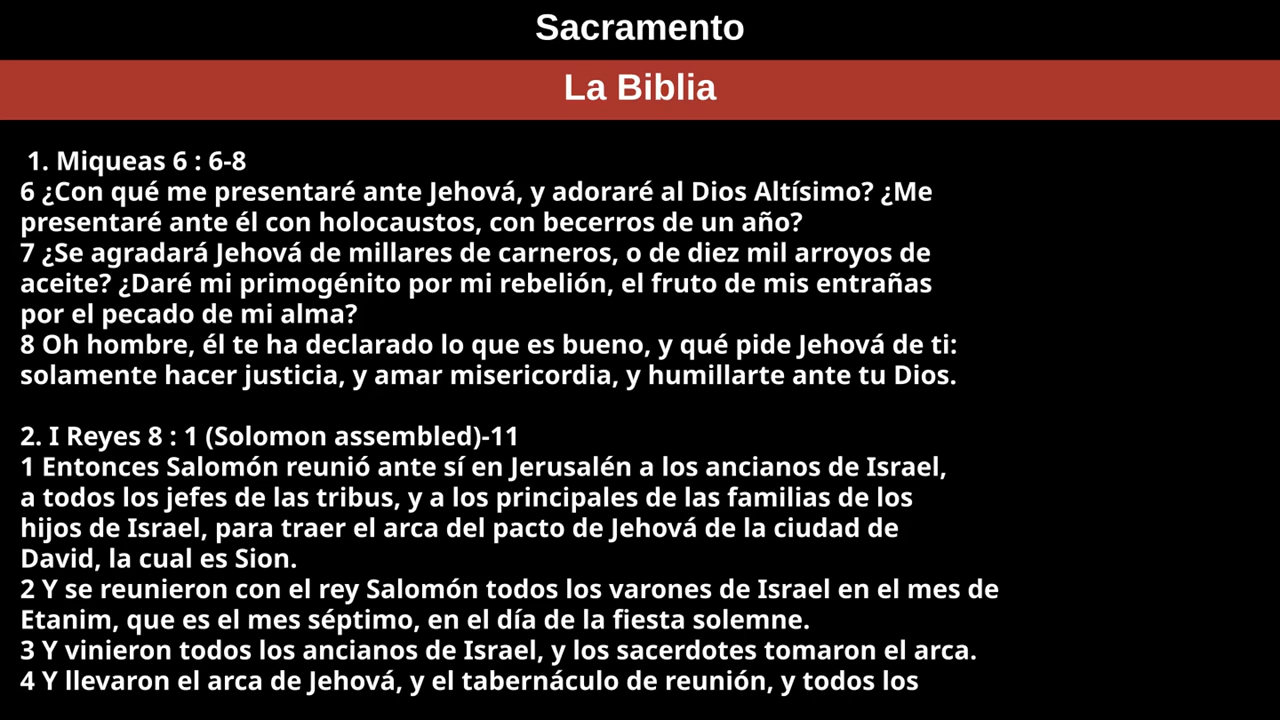 Sacramento
La Biblia
1. Miqueas 6 : 6-8
6 ¿Con qué me presentaré ante Jehová, y adoraré al Dios Altísimo? ¿Me
presentaré ante él con holocaustos, con becerros de un año?
7 ¿Se agradará Jehová de millares de carneros, o de diez mil arroyos de
aceite? ¿Daré mi primogénito por mi rebelión, el fruto de mis entrañas
por el pecado de mi alma?
8 Oh hombre, él te ha declarado lo que es bueno, y qué pide Jehová de ti:
solamente hacer justicia, y amar misericordia, y humillarte ante tu Dios.
2. I Reyes 8 : 1 (Solomon assembled)-11
1 Entonces Salomón reunió ante sí en Jerusalén a los ancianos de Israel,
a todos los jefes de las tribus, y a los principales de las familias de los
hijos de Israel, para traer el arca del pacto de Jehová de la ciudad de
David, la cual es Sion.
2 Y se reunieron con el rey Salomón todos los varones de Israel en el mes de
Etanim, que es el mes séptimo, en el día de la fiesta solemne.
3 Y vinieron todos los ancianos de Israel, y los sacerdotes tomaron el arca.
4 Y llevaron el arca de Jehová, y el tabernáculo de reunión, y todos los